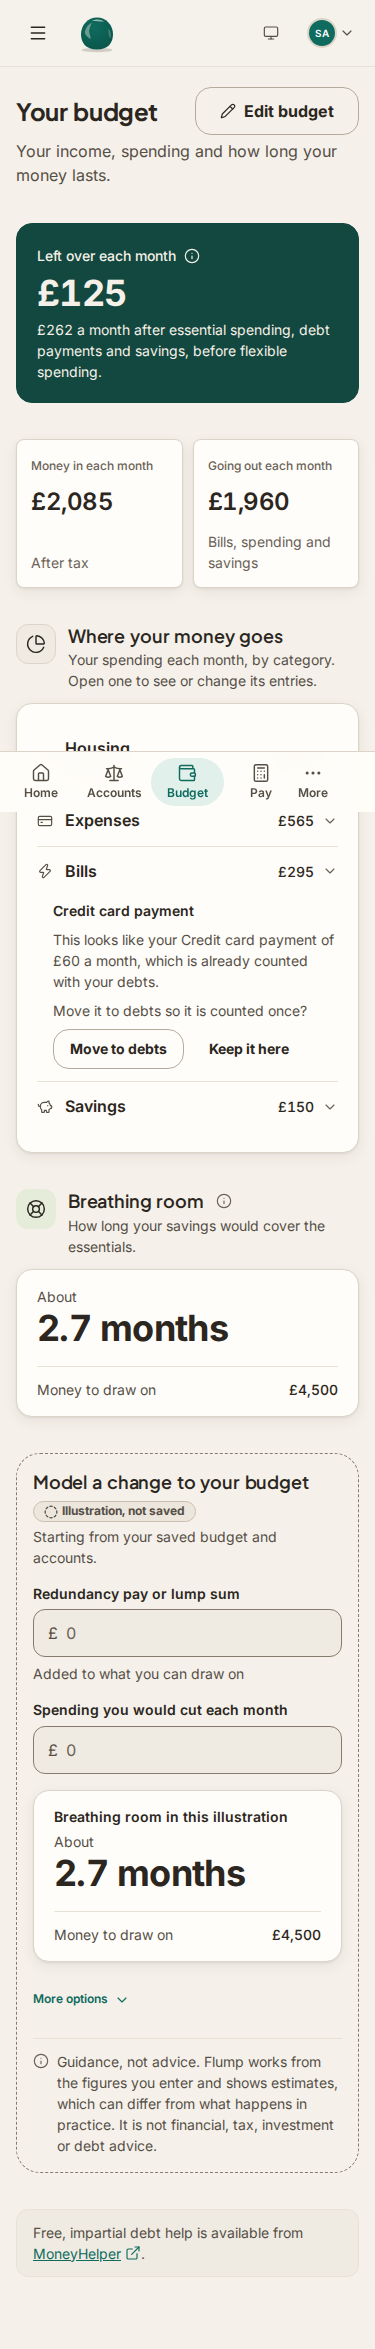 SA
Your budget
Edit budget
Your income, spending and how long your
money lasts.
Left over each month
£125
£262 a month after essential spending, debt
payments and savings, before flexible
spending.
Money in each month
£2,085
After tax
Going out each month
£1,960
Bills, spending and
savings
Where your money goes
Your spending each month, by category.
Open one to see or change its entries.
Housing
Home
Accounts
Budget
Pay
More
Expenses
£565
Bills
£295
Credit card payment
This looks like your Credit card payment of
£60 a month, which is already counted
with your debts.
Move it to debts so it is counted once?
Move to debts
Keep it here
Savings
£150
Breathing room
How long your savings would cover the
essentials.
About
2.7 months
Money to draw on
£4,500
Model a change to your budget
Illustration, not saved
Starting from your saved budget and
accounts.
Redundancy pay or lump sum
£ 0
Added to what you can draw on
Spending you would cut each month
£ 0
Breathing room in this illustration
About
2.7 months
Money to draw on
£4,500
More options
Guidance, not advice. Flump works from
the figures you enter and shows estimates,
which can differ from what happens in
practice. It is not financial, tax, investment
or debt advice.
Free, impartial debt help is available from
MoneyHelper.